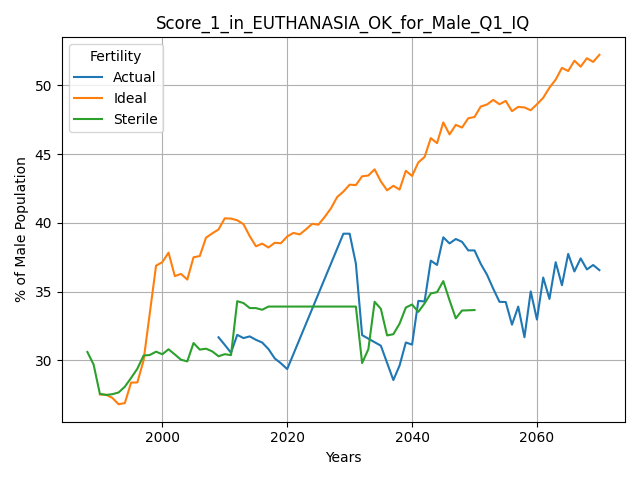 Score_1_in_EUTHANASIA_OK_for_Male_Q1_IQ
Fertility
Actual
Ideal
Sterile
% of Male Population
50
45
40
35
30
2000
2020
2040
2060
Years